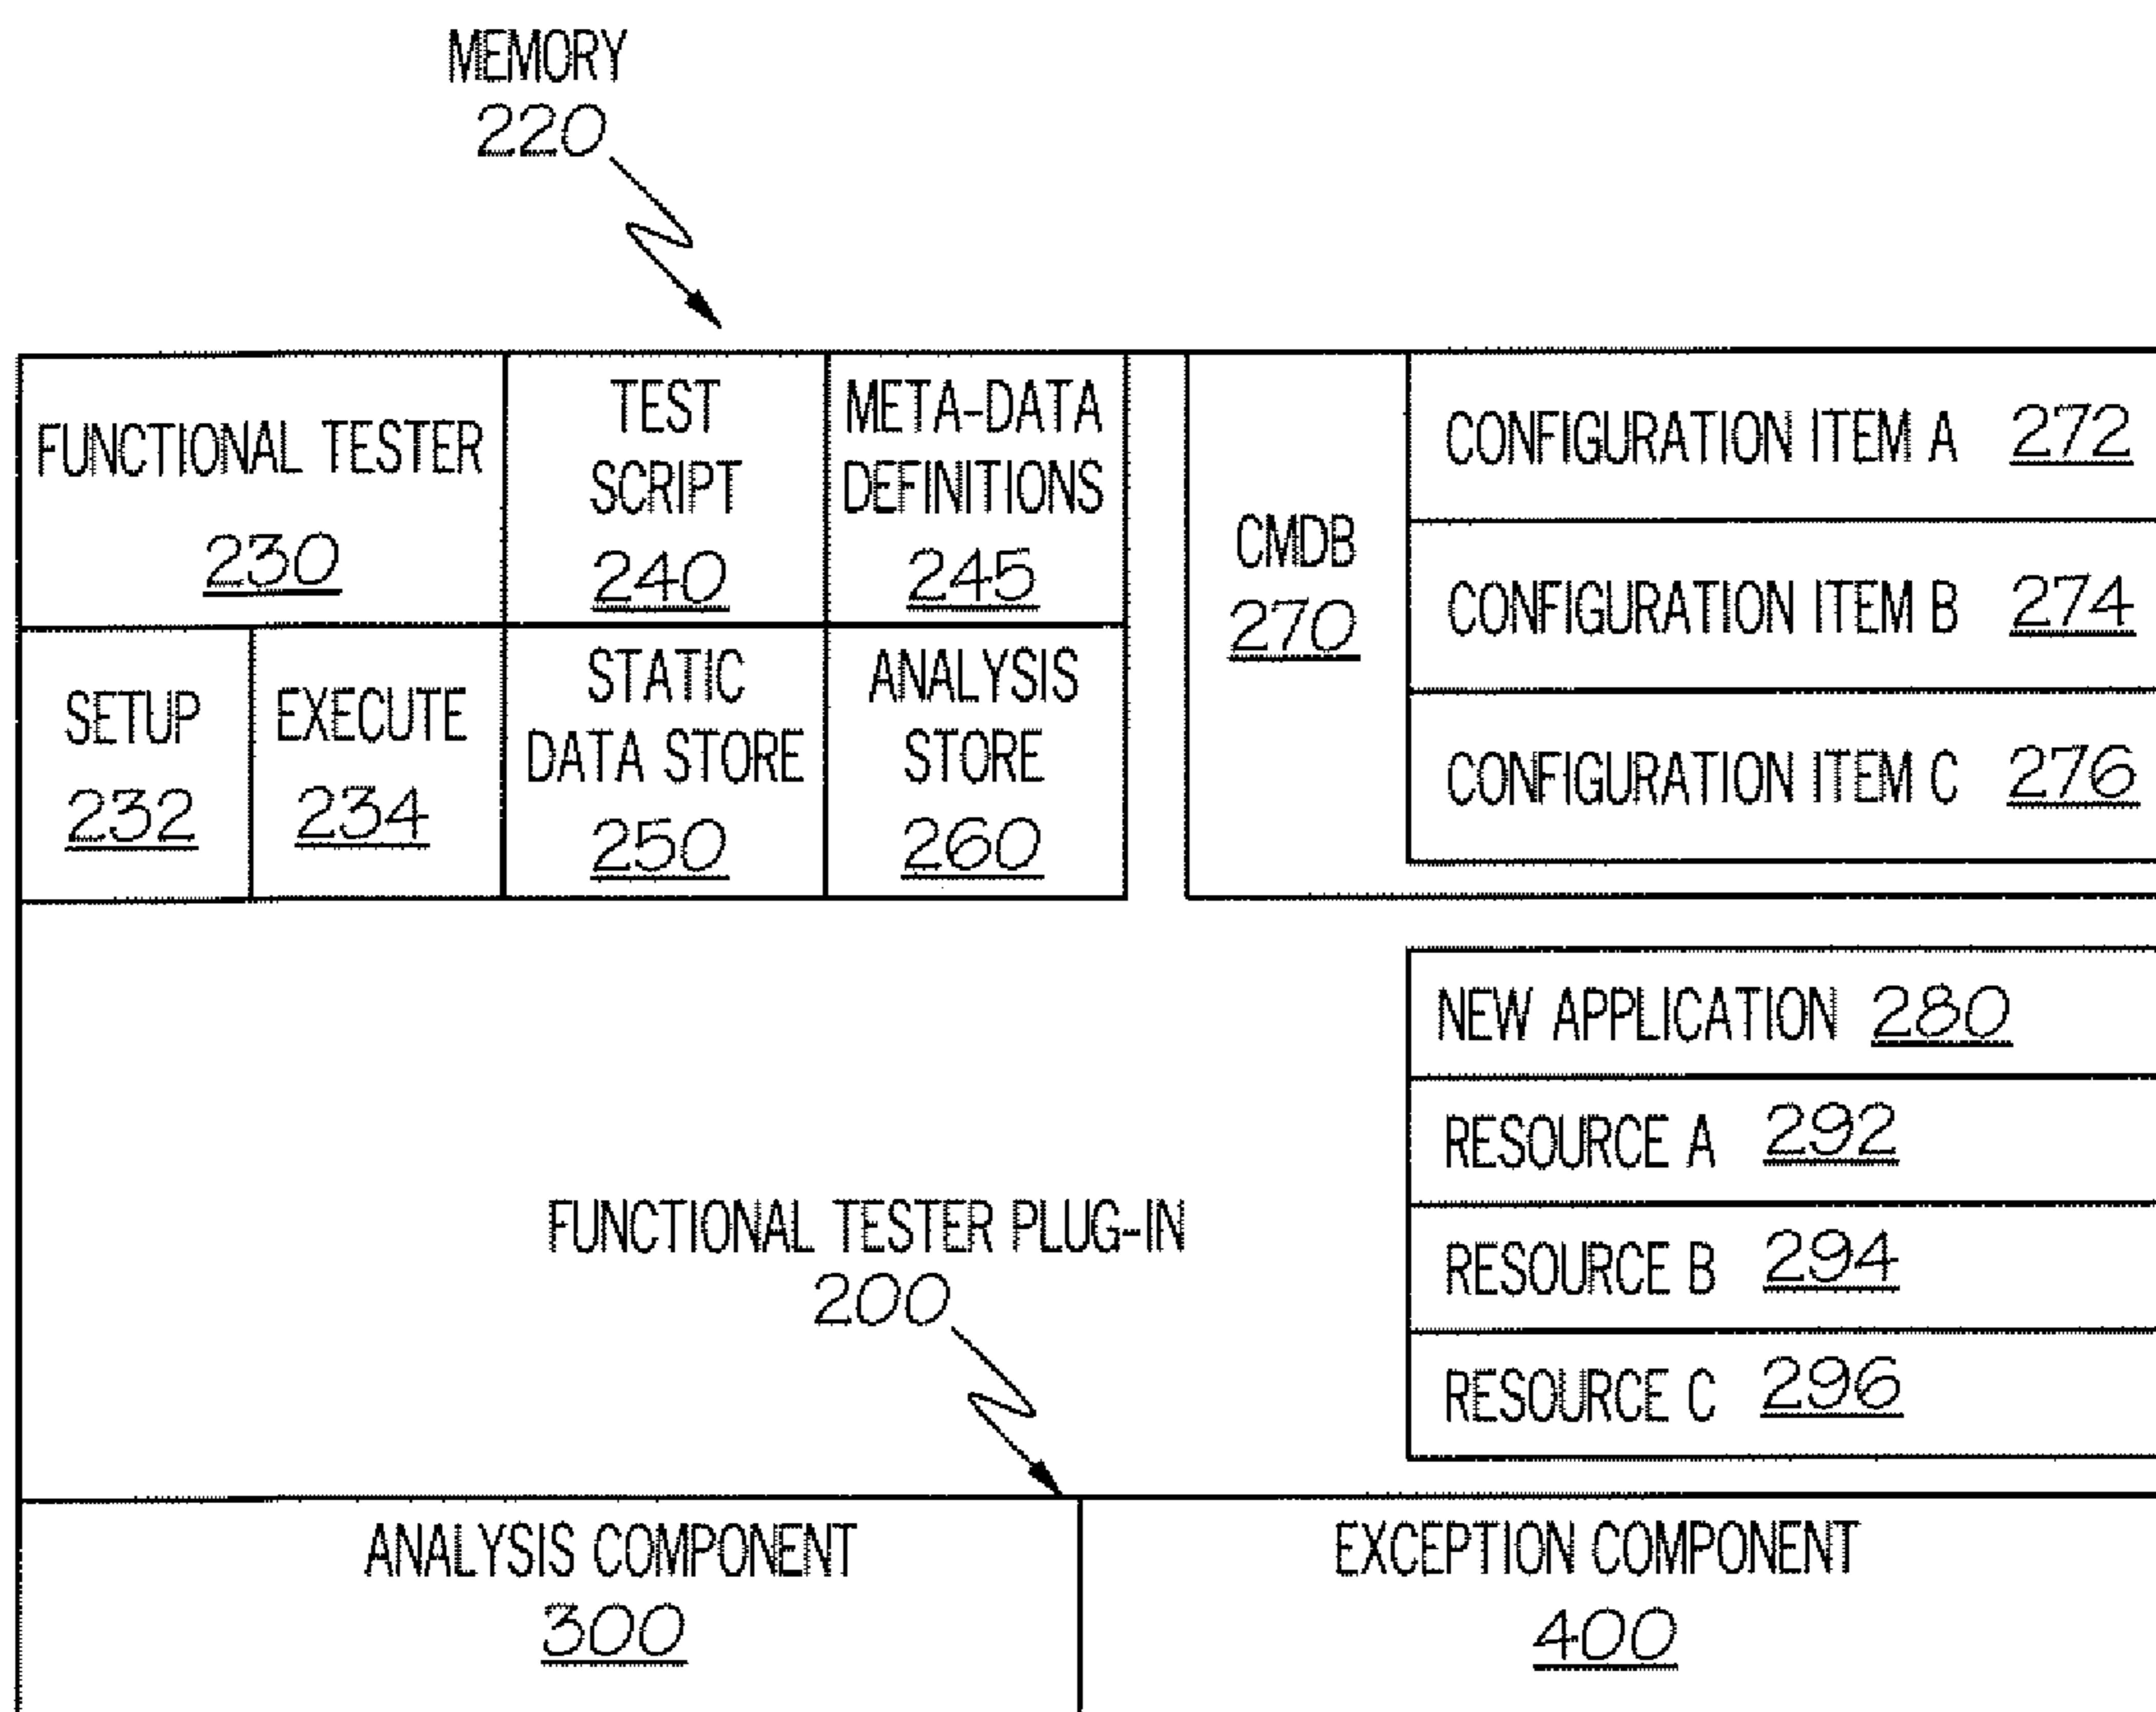 MEMORY
220
FUNCTIONAL TESTER
230
TEST
SCRIPT
240
META-DATA
DEFINITIONS
245
SETUP
232
EXECUTE
234
STATIC
DATA STORE
250
ANALYSIS
STORE
260
CMDB
270
CONFIGURATION ITEM A 272
CONFIGURATION ITEM B 274
CONFIGURATION ITEM C 276
NEW APPLICATION 280
RESOURCE A 292
RESOURCE B 294
RESOURCE C 296
FUNCTIONAL TESTER PLUG-IN
200
ANALYSIS COMPONENT
300
EXCEPTION COMPONENT
400